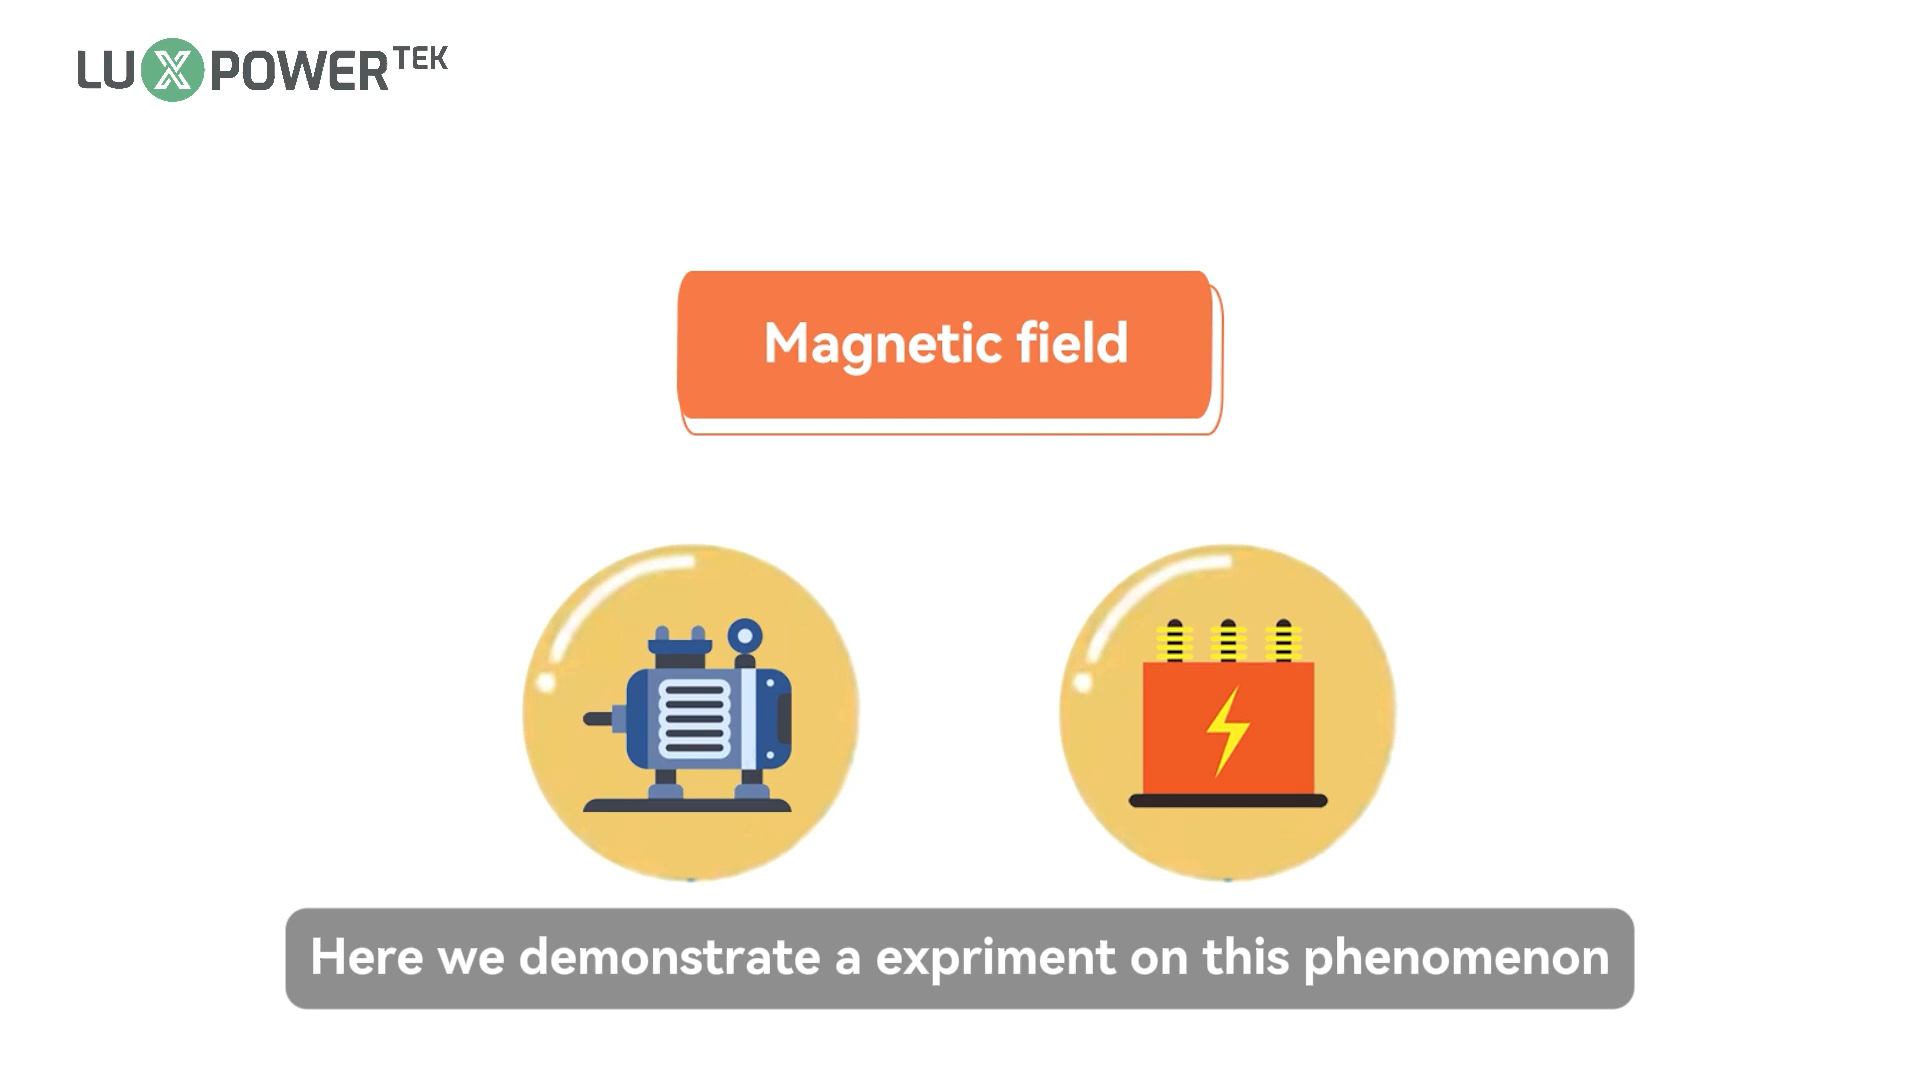 LUXPOWERTEK
Magnetic field
Here we demonstrate a expriment on this phenomenon